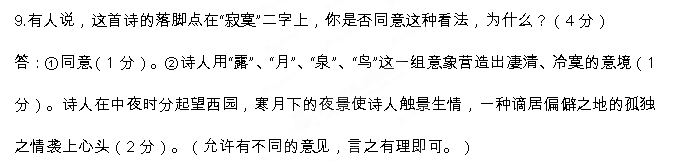 9.有人说，这首诗的落脚点在“寂寞”二字上，你是否同意这种看法，为什么？（4分）
答：①同意（1分）。②诗人用“露”、“月”、“泉”、“鸟”这一组意象营造出凄清、冷寞的意境（1
分）。诗人在中夜时分起望西园，寒月下的夜景使诗人触景生情，一种谪居偏僻之地的孤独
之情袭上心头（2分）。（允许有不同的意见，言之有理即可。）